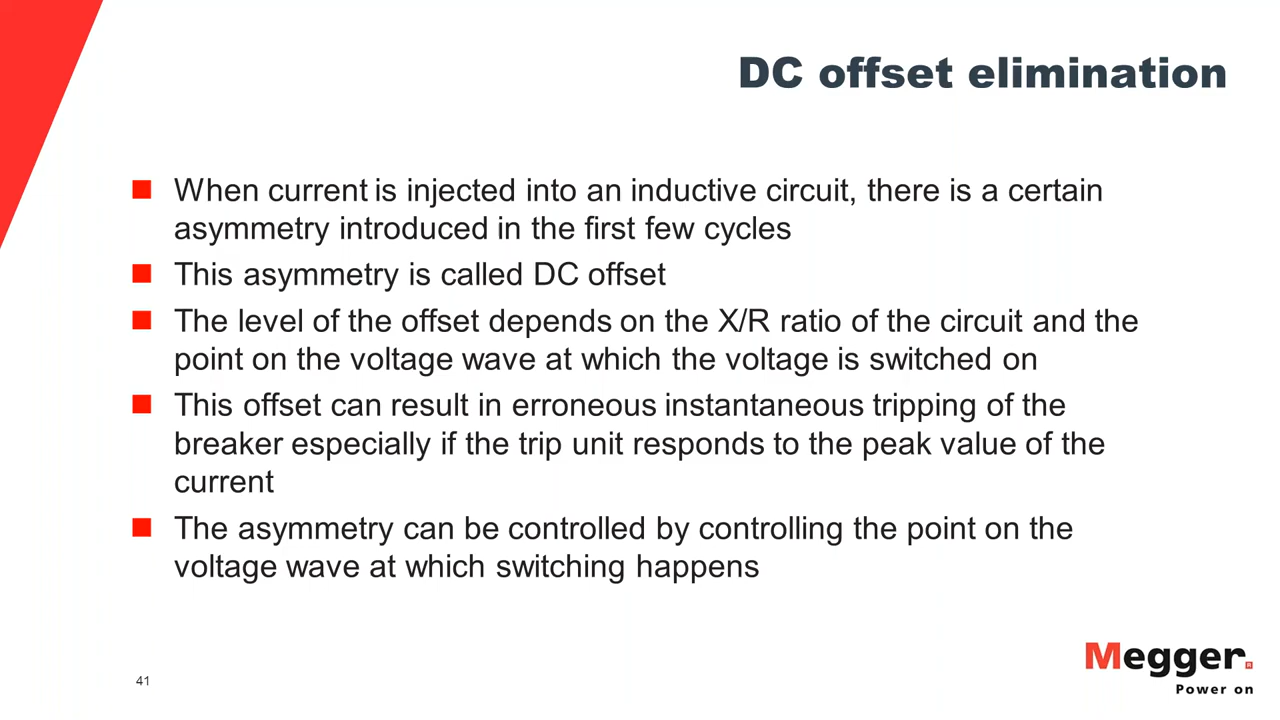 DC offset elimination
When current is injected into an inductive circuit, there is a certain
asymmetry introduced in the first few cycles
This asymmetry is called DC offset
The level of the offset depends on the X/R ratio of the circuit and the
point on the voltage wave at which the voltage is switched on
This offset can result in erroneous instantaneous tripping of the
breaker especially if the trip unit responds to the peak value of the
current
The asymmetry can be controlled by controlling the point on the
voltage wave at which switching happens
Megger
Power on
41